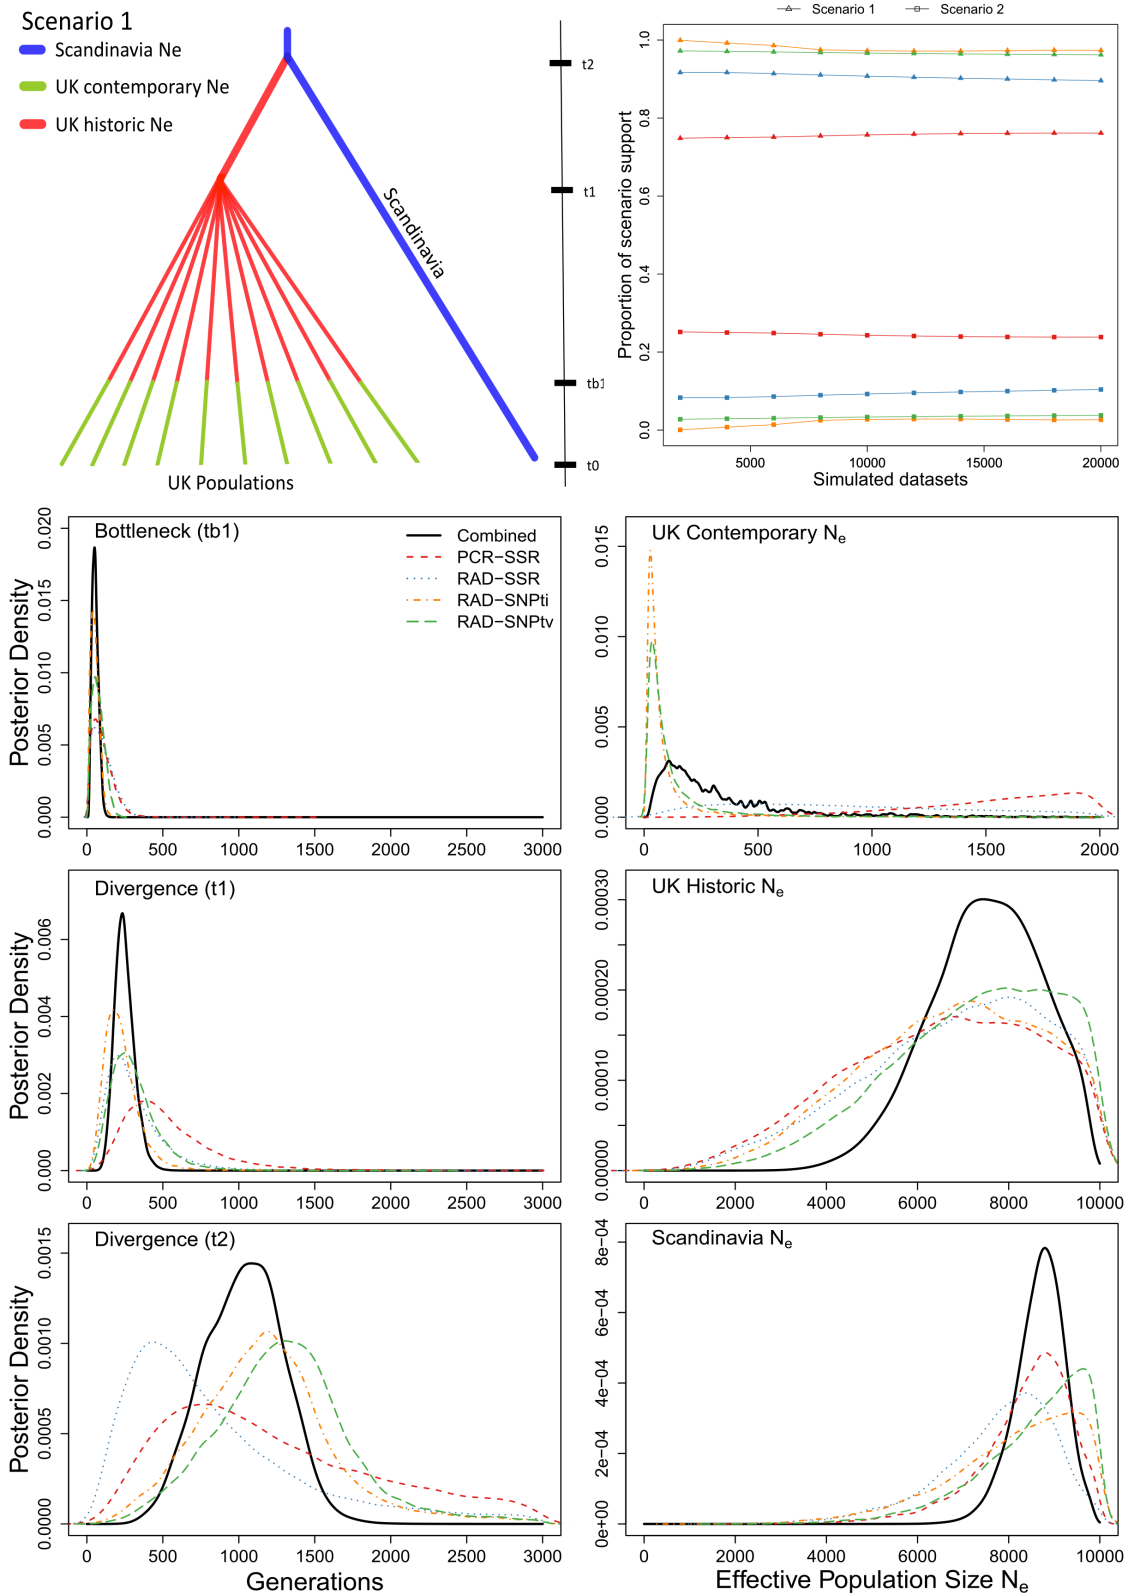 Scenario 1
Scandinavia Ne
UK contemporary Ne
UK historic Ne
Scandinavia
UK Populations
t2
t1
tb1
t0
Scenario 1 Scenario 2
Proportion of scenario support
1.0
0.8
0.6
0.4
0.2
0.0
5000 10000 15000 20000
Simulated datasets
Bottleneck (tb1)
Combined
PCR-SSR
RAD-SSR
RAD-SNPti
RAD-SNPtv
Posterior Density
0.020
0.015
0.010
0.005
0.000
0 500 1000 1500 2000 2500 3000
UK Contemporary Ne
0.015
0.010
0.005
0.000
0 500 1000 1500 2000
Divergence (t1)
Posterior Density
0.006
0.004
0.002
0.000
0 500 1000 1500 2000 2500 3000
UK Historic Ne
0.00030
0.00020
0.00010
0.00000
0 2000 4000 6000 8000 10000
Divergence (t2)
Posterior Density
0.0015
0.0010
0.0005
0.0000
0 500 1000 1500 2000 2500 3000
Generations
Scandinavia Ne
8e-04
6e-04
4e-04
2e-04
0e+00
0 2000 4000 6000 8000 10000
Effective Population Size Ne